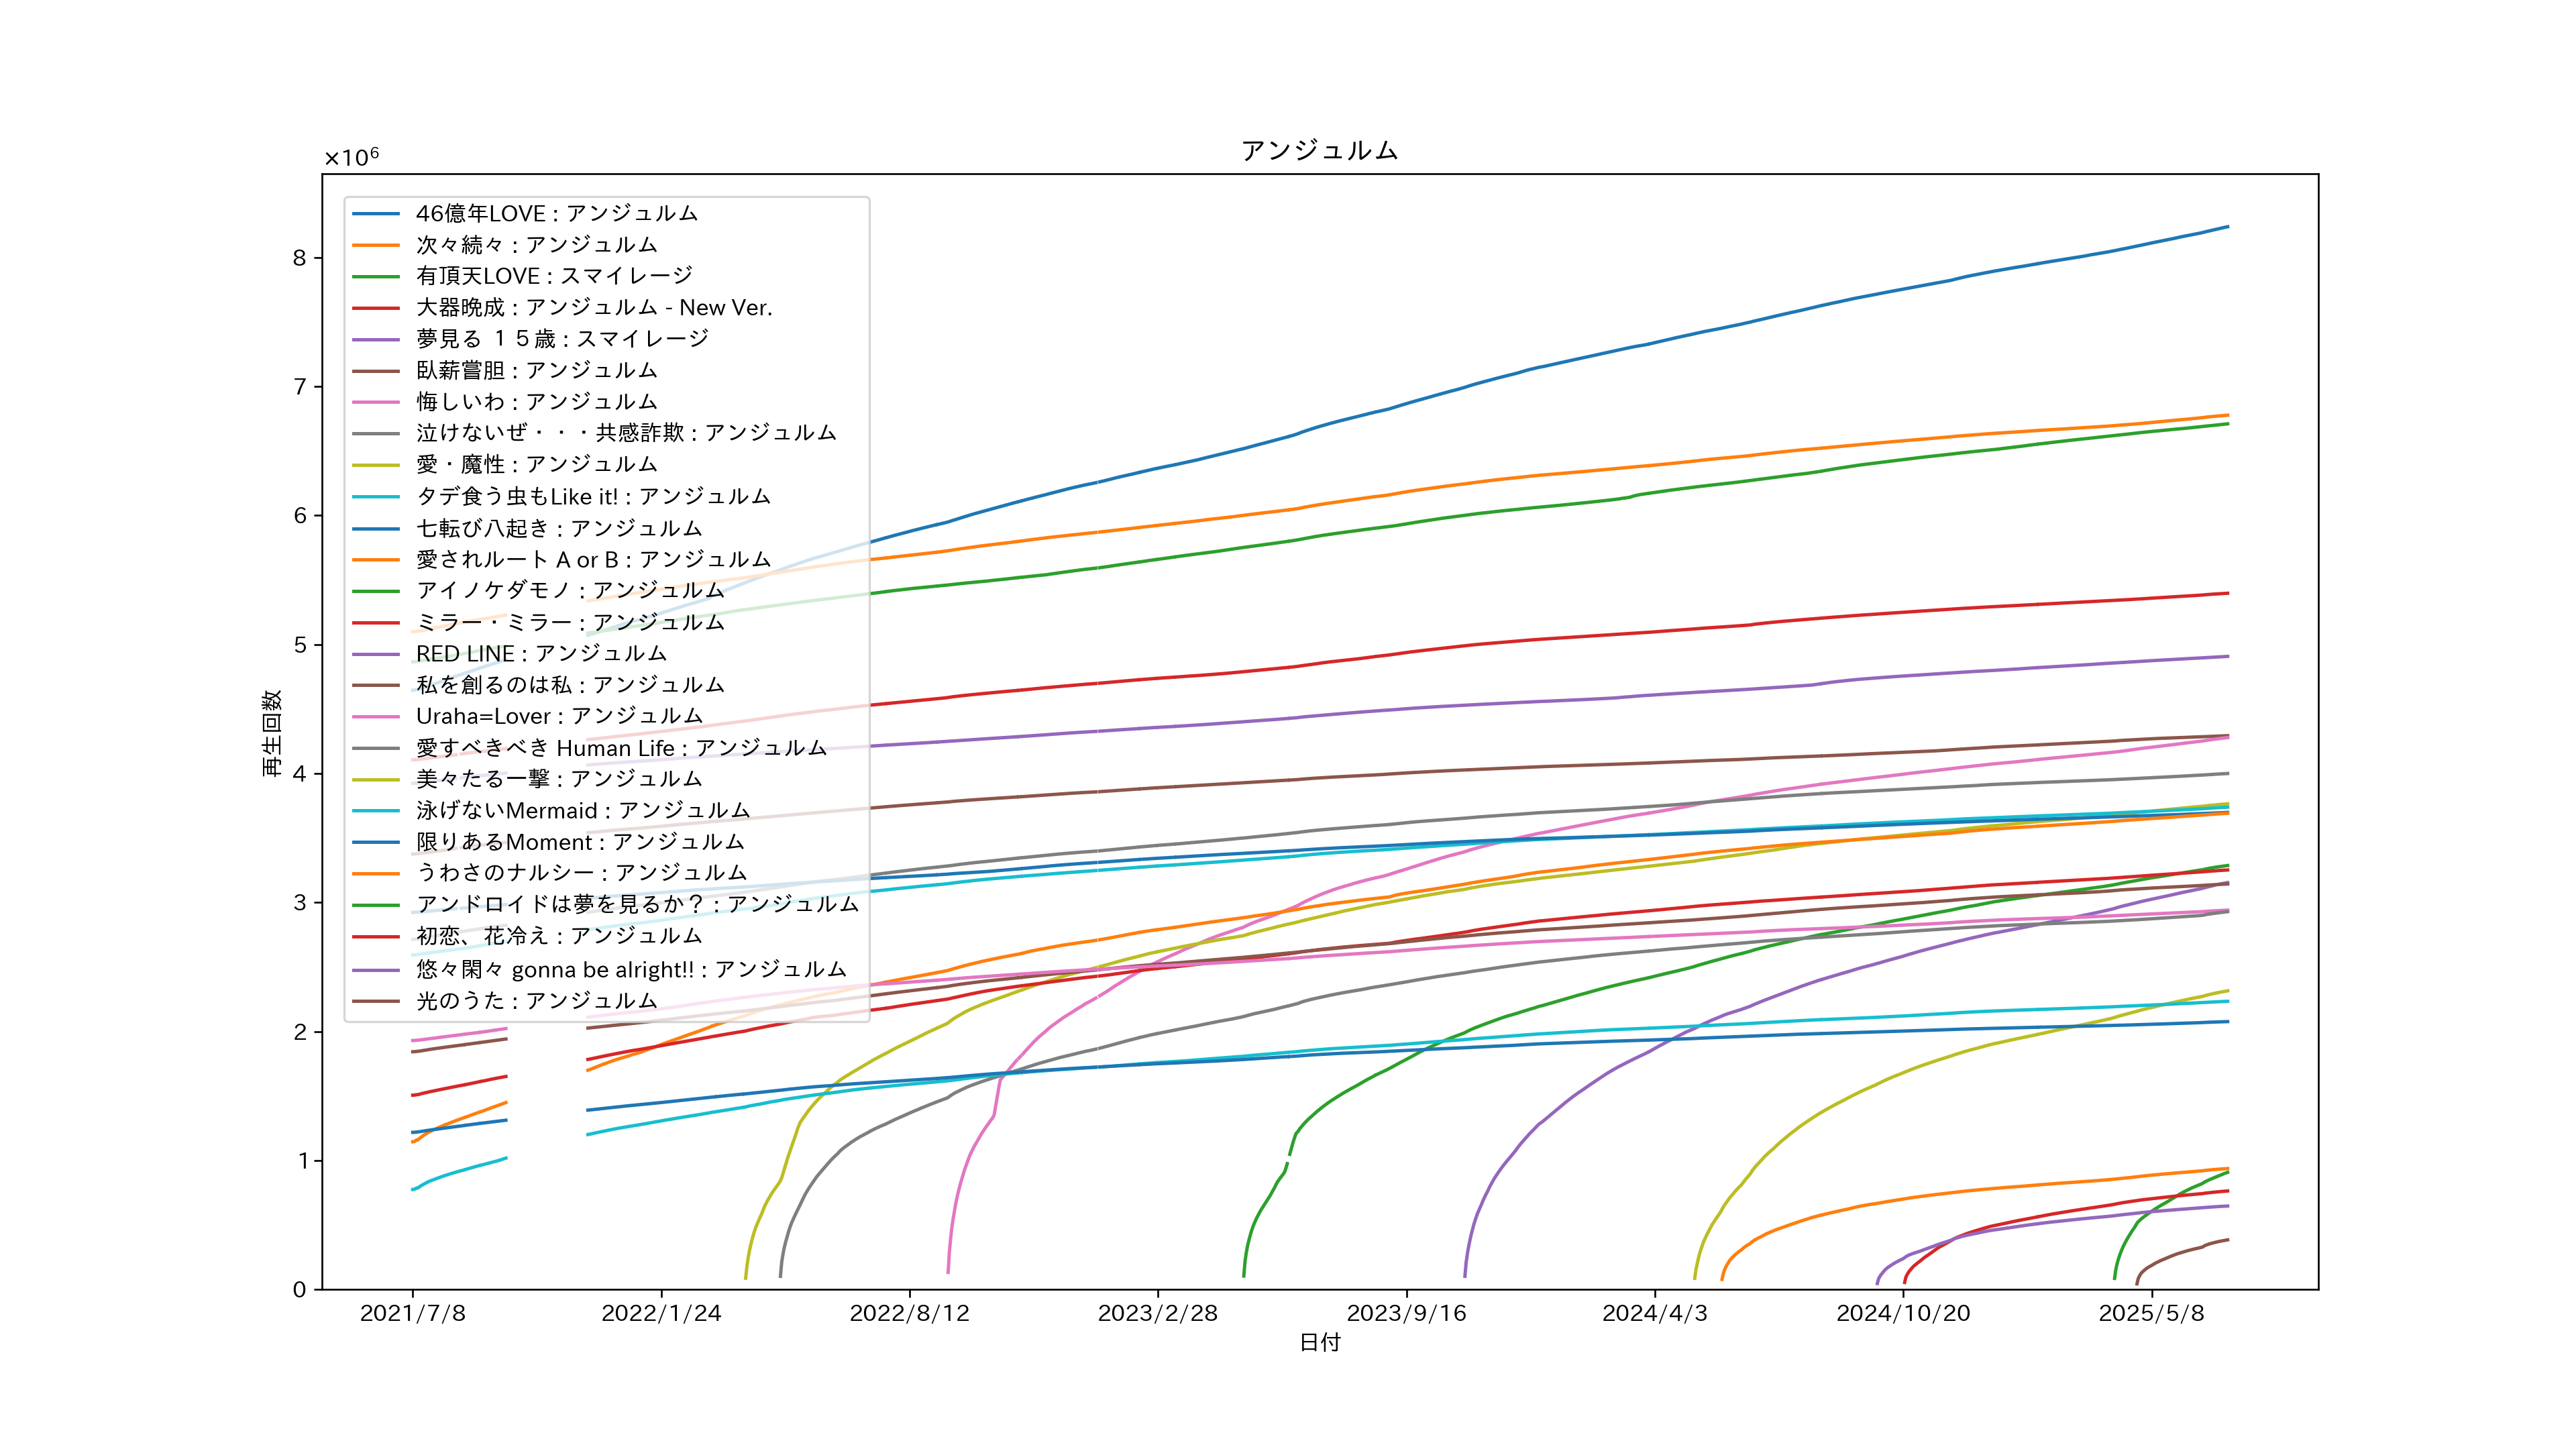 アンジュルム
×10⁶
46億年LOVE : アンジュルム
次々続々 : アンジュルム
有頂天LOVE : スマイレージ
大器晩成 : アンジュルム - New Ver.
夢見る １５歳 : スマイレージ
臥薪嘗胆 : アンジュルム
悔しいわ : アンジュルム
泣けないぜ・・・共感詐欺 : アンジュルム
愛・魔性 : アンジュルム
タデ食う虫もLike it! : アンジュルム
七転び八起き : アンジュルム
愛されルート A or B : アンジュルム
アイノケダモノ : アンジュルム
ミラー・ミラー : アンジュルム
RED LINE : アンジュルム
私を創るのは私 : アンジュルム
Uraha=Lover : アンジュルム
愛すべきべき Human Life : アンジュルム
美々たる一撃 : アンジュルム
泳げないMermaid : アンジュルム
限りあるMoment : アンジュルム
うわさのナルシー : アンジュルム
アンドロイドは夢を見るか？ : アンジュルム
初恋、花冷え : アンジュルム
悠々閑々 gonna be alright!! : アンジュルム
光のうた : アンジュルム
8
7
6
5
4
3
2
1
0
再生回数
2021/7/8 2022/1/24 2022/8/12 2023/2/28 2023/9/16 2024/4/3 2024/10/20 2025/5/8
日付